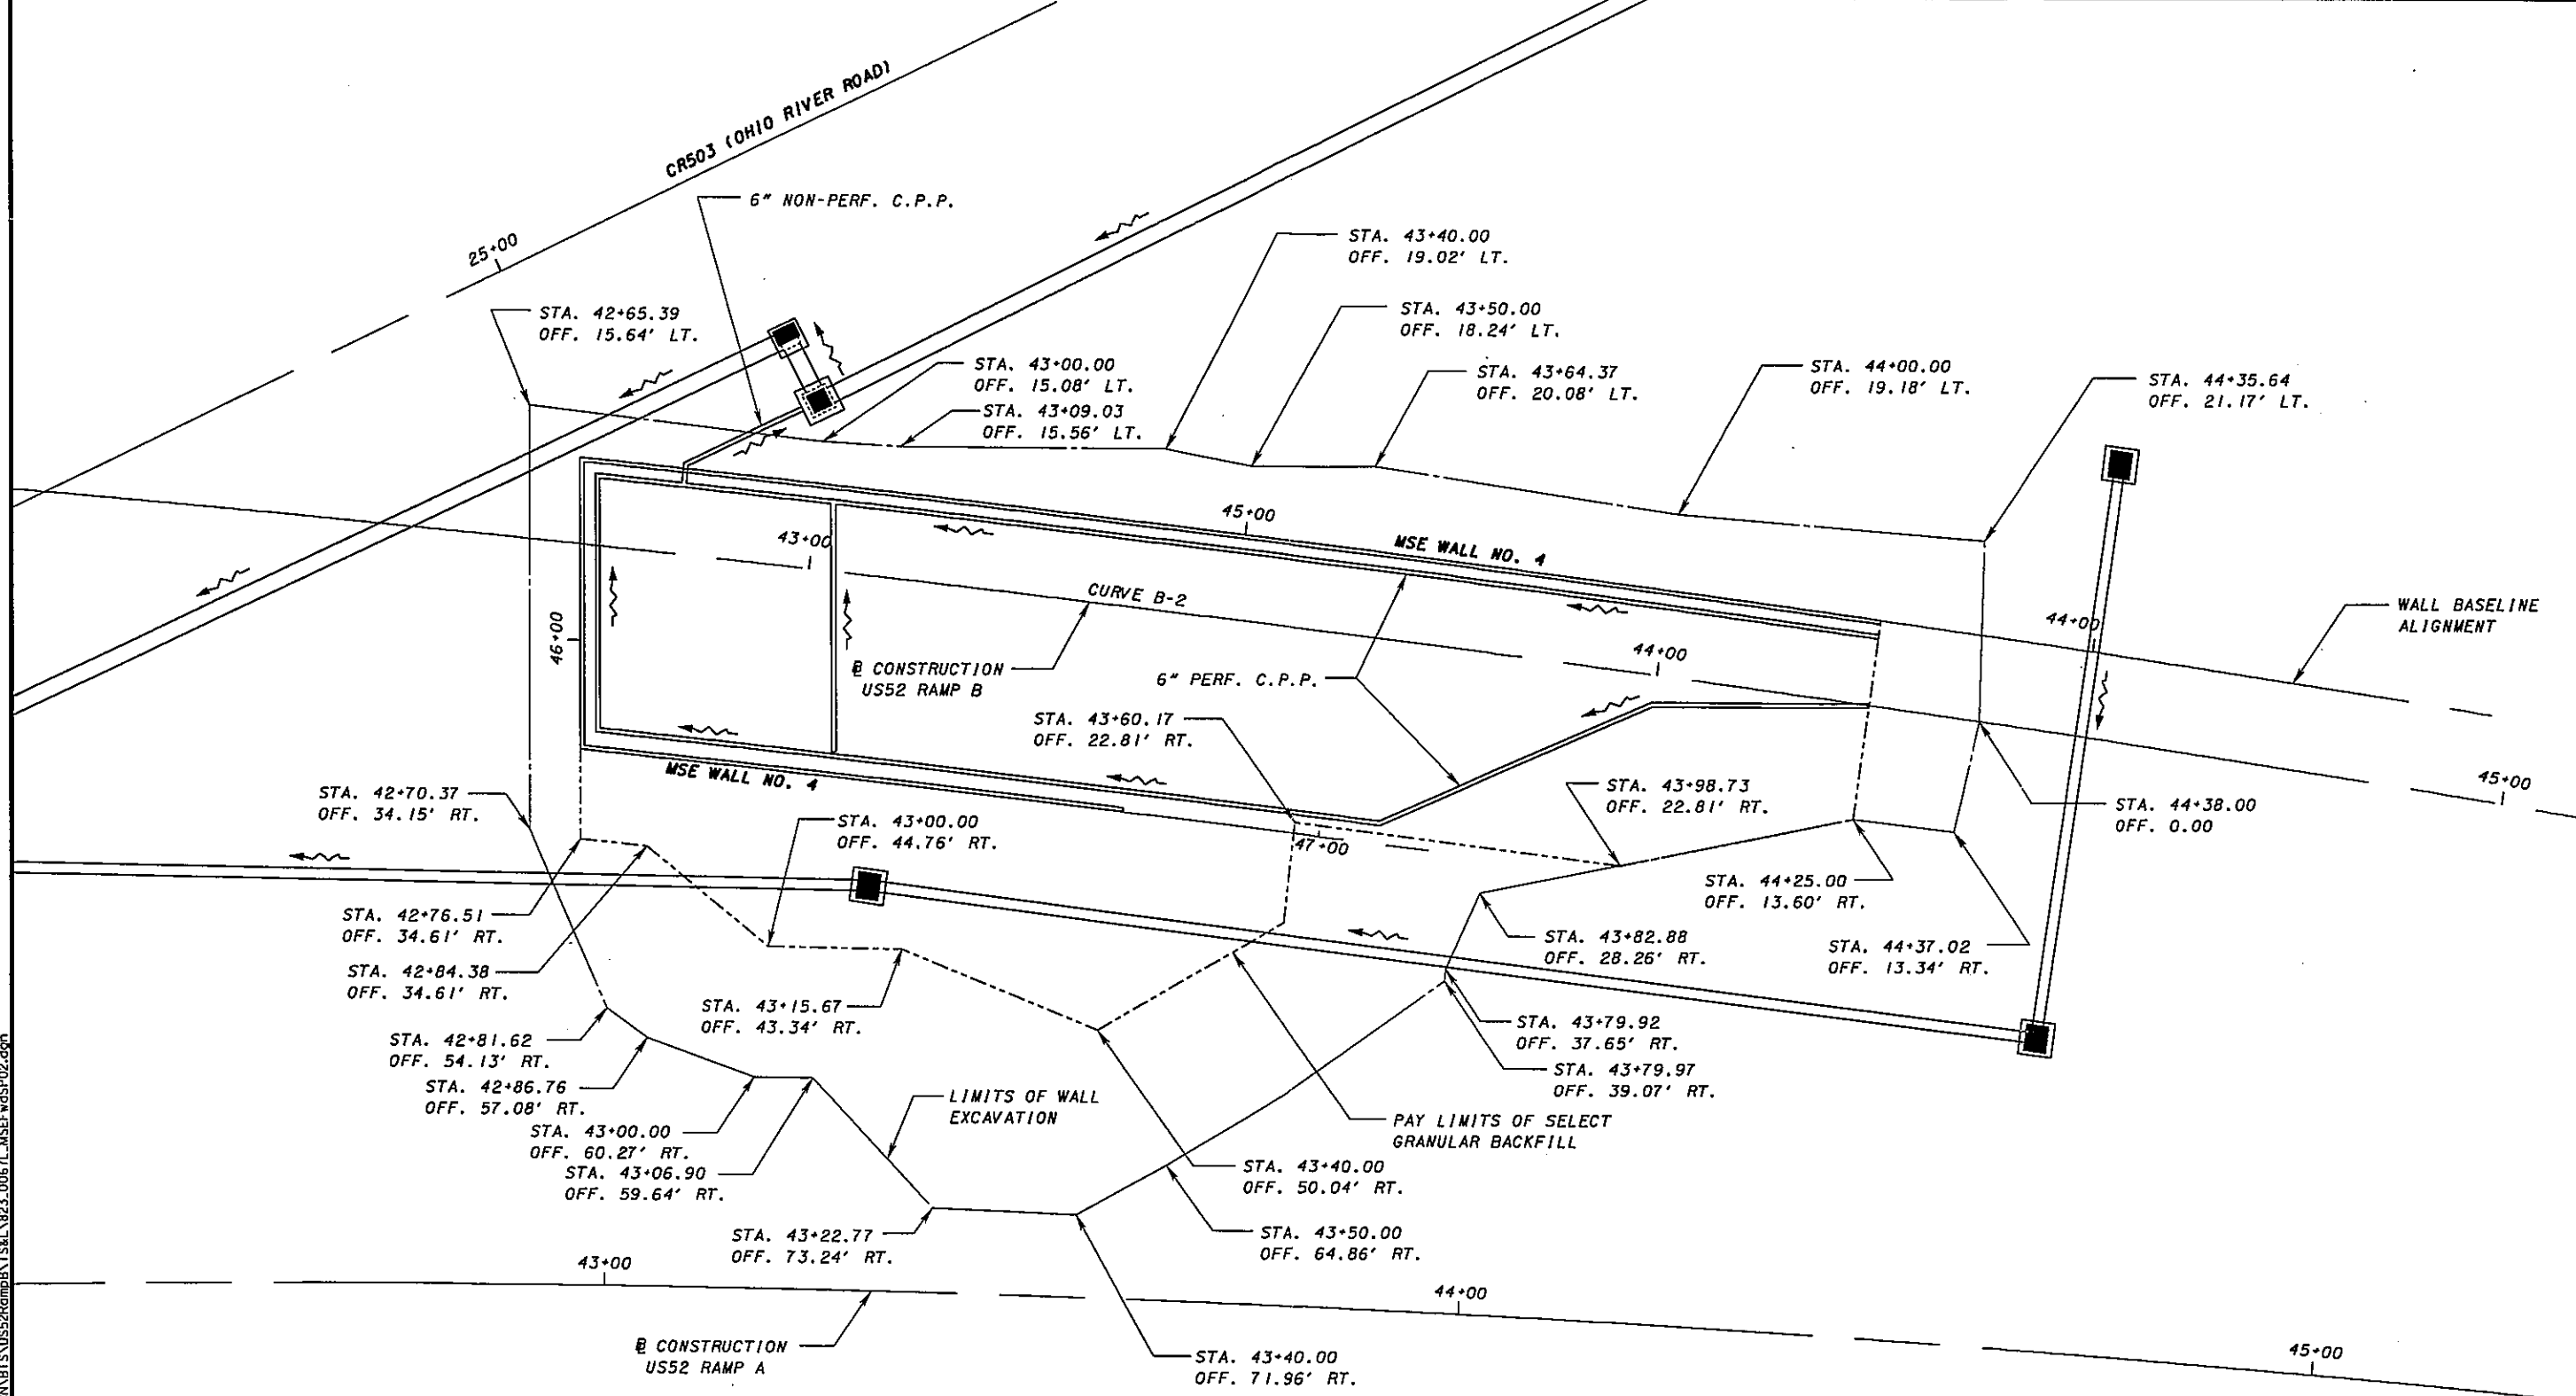 CR503 (OHIO RIVER ROAD)
6" NON-PERF. C.P.P.
25+00
STA. 43+40.00
OFF. 19.02' LT.
STA. 42+65.39
OFF. 15.64' LT.
STA. 43+50.00
OFF. 18.24' LT.
STA. 43+00.00
OFF. 15.08' LT.
STA. 43+64.37
OFF. 20.08' LT.
STA. 44+00.00
OFF. 19.18' LT.
STA. 44+35.64
OFF. 21.17' LT.
STA. 43+09.03
OFF. 15.56' LT.
45+00
43+00
MSE WALL NO. 4
CURVE B-2
WALL BASELINE
ALIGNMENT
44+00
46+00
44+00
℄ CONSTRUCTION
US52 RAMP B
6" PERF. C.P.P.
STA. 43+60.17
OFF. 22.81' RT.
MSE WALL NO. 4
45+00
STA. 42+70.37
OFF. 34.15' RT.
STA. 43+98.73
OFF. 22.81' RT.
STA. 44+38.00
OFF. 0.00
STA. 43+00.00
OFF. 44.76' RT.
47+00
STA. 44+25.00
OFF. 13.60' RT.
STA. 42+76.51
OFF. 34.61' RT.
STA. 43+82.88
OFF. 28.26' RT.
STA. 44+37.02
OFF. 13.34' RT.
STA. 42+84.38
OFF. 34.61' RT.
STA. 43+15.67
OFF. 43.34' RT.
STA. 43+79.92
OFF. 37.65' RT.
STA. 42+81.62
OFF. 54.13' RT.
STA. 43+79.97
OFF. 39.07' RT.
STA. 42+86.76
OFF. 57.08' RT.
LIMITS OF WALL
EXCAVATION
PAY LIMITS OF SELECT
GRANULAR BACKFILL
STA. 43+00.00
OFF. 60.27' RT.
STA. 43+06.90
OFF. 59.64' RT.
STA. 43+40.00
OFF. 50.04' RT.
STA. 43+22.77
OFF. 73.24' RT.
STA. 43+50.00
OFF. 64.86' RT.
43+00
44+00
℄ CONSTRUCTION
US52 RAMP A
STA. 43+40.00
OFF. 71.96' RT.
45+00